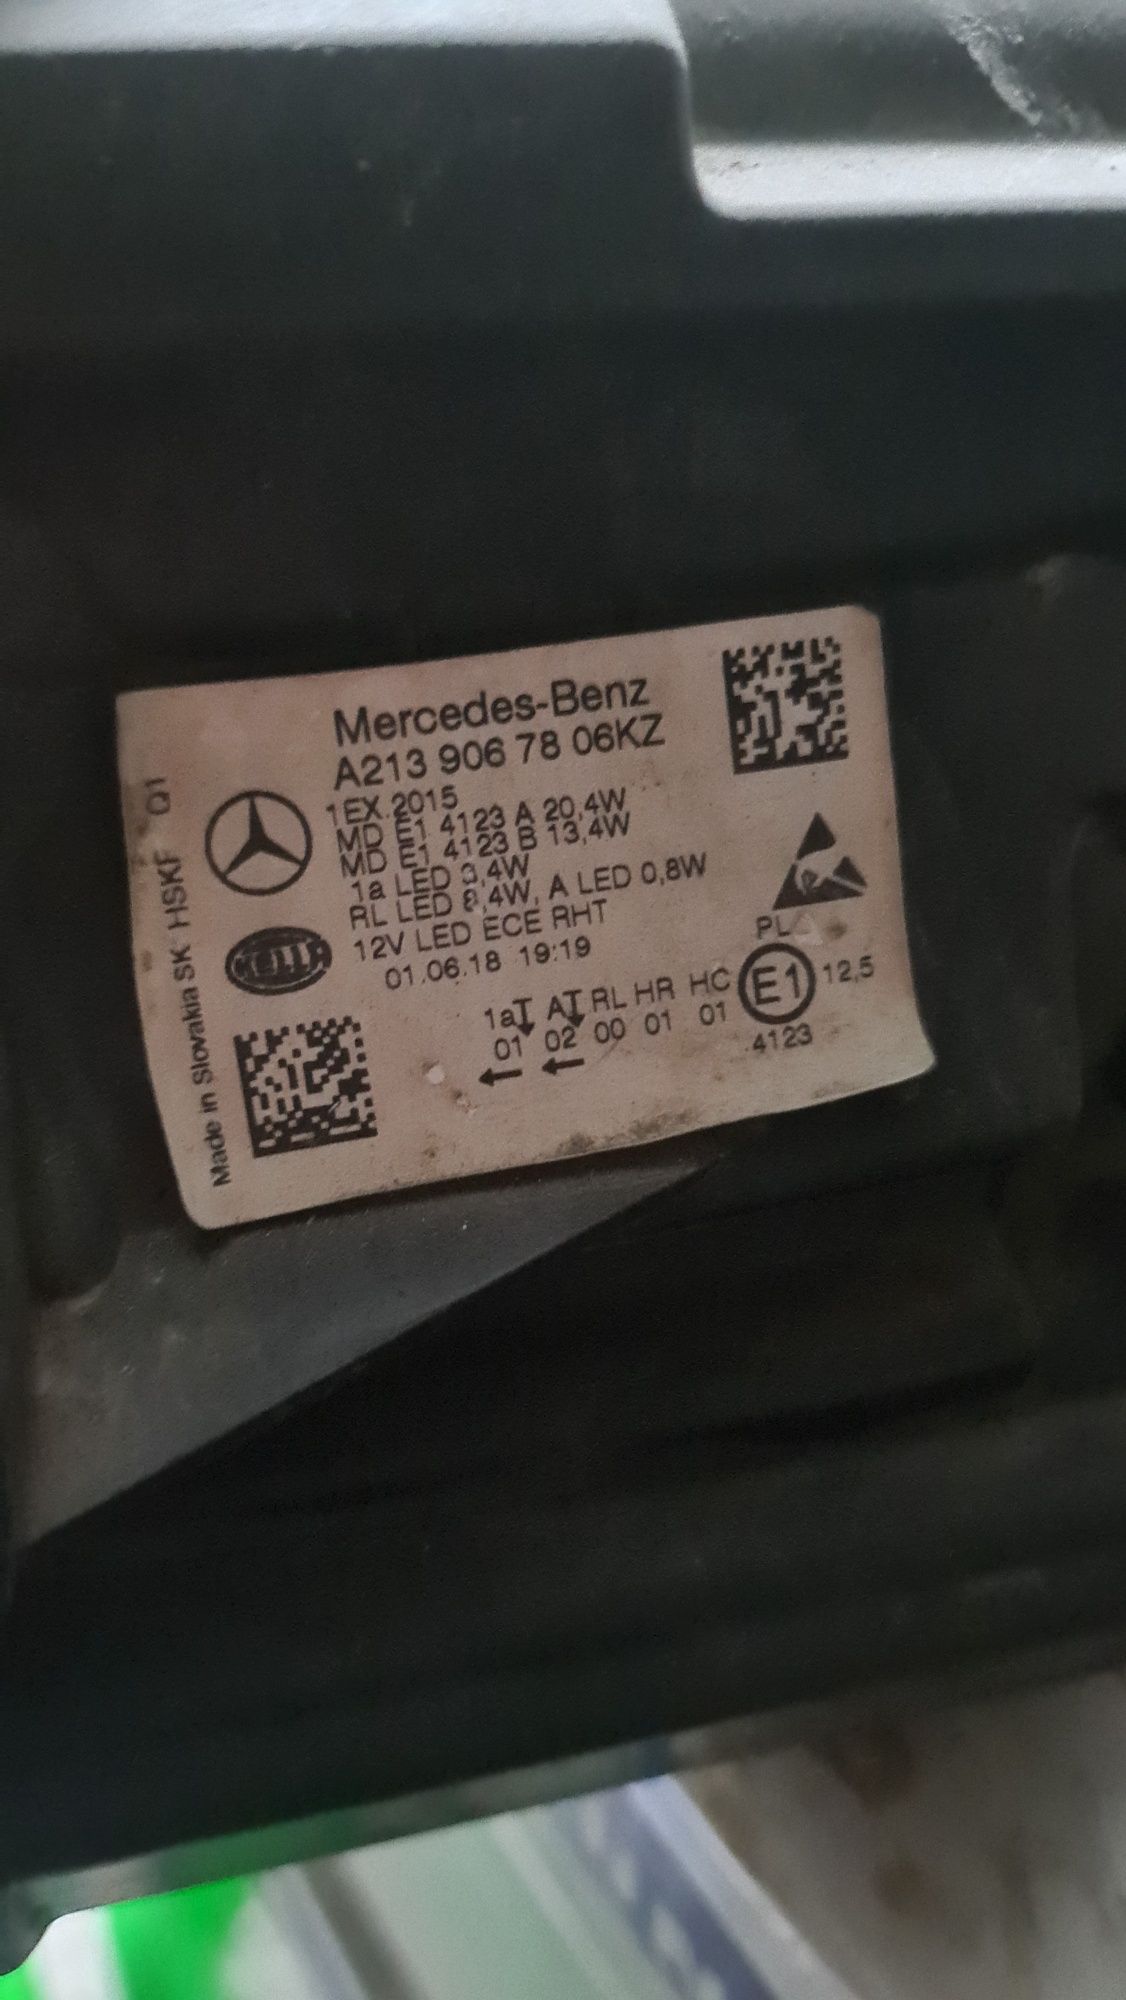 Mercedes-Benz
A213 906 78 06KZ
1EX.2015
MD E1 4123 A 20,4W
MD E1 4123 B 13,4W
1a LED 3,4W
RL LED 8,4W, A LED 0,8W
12V LED ECE RHT
01.06.18 19:19
HELLA
PL
1a A RL HR HC E1 12,5
01 02 00 01 01 4123
← ←
Made in Slovakia SK HSKF Q1